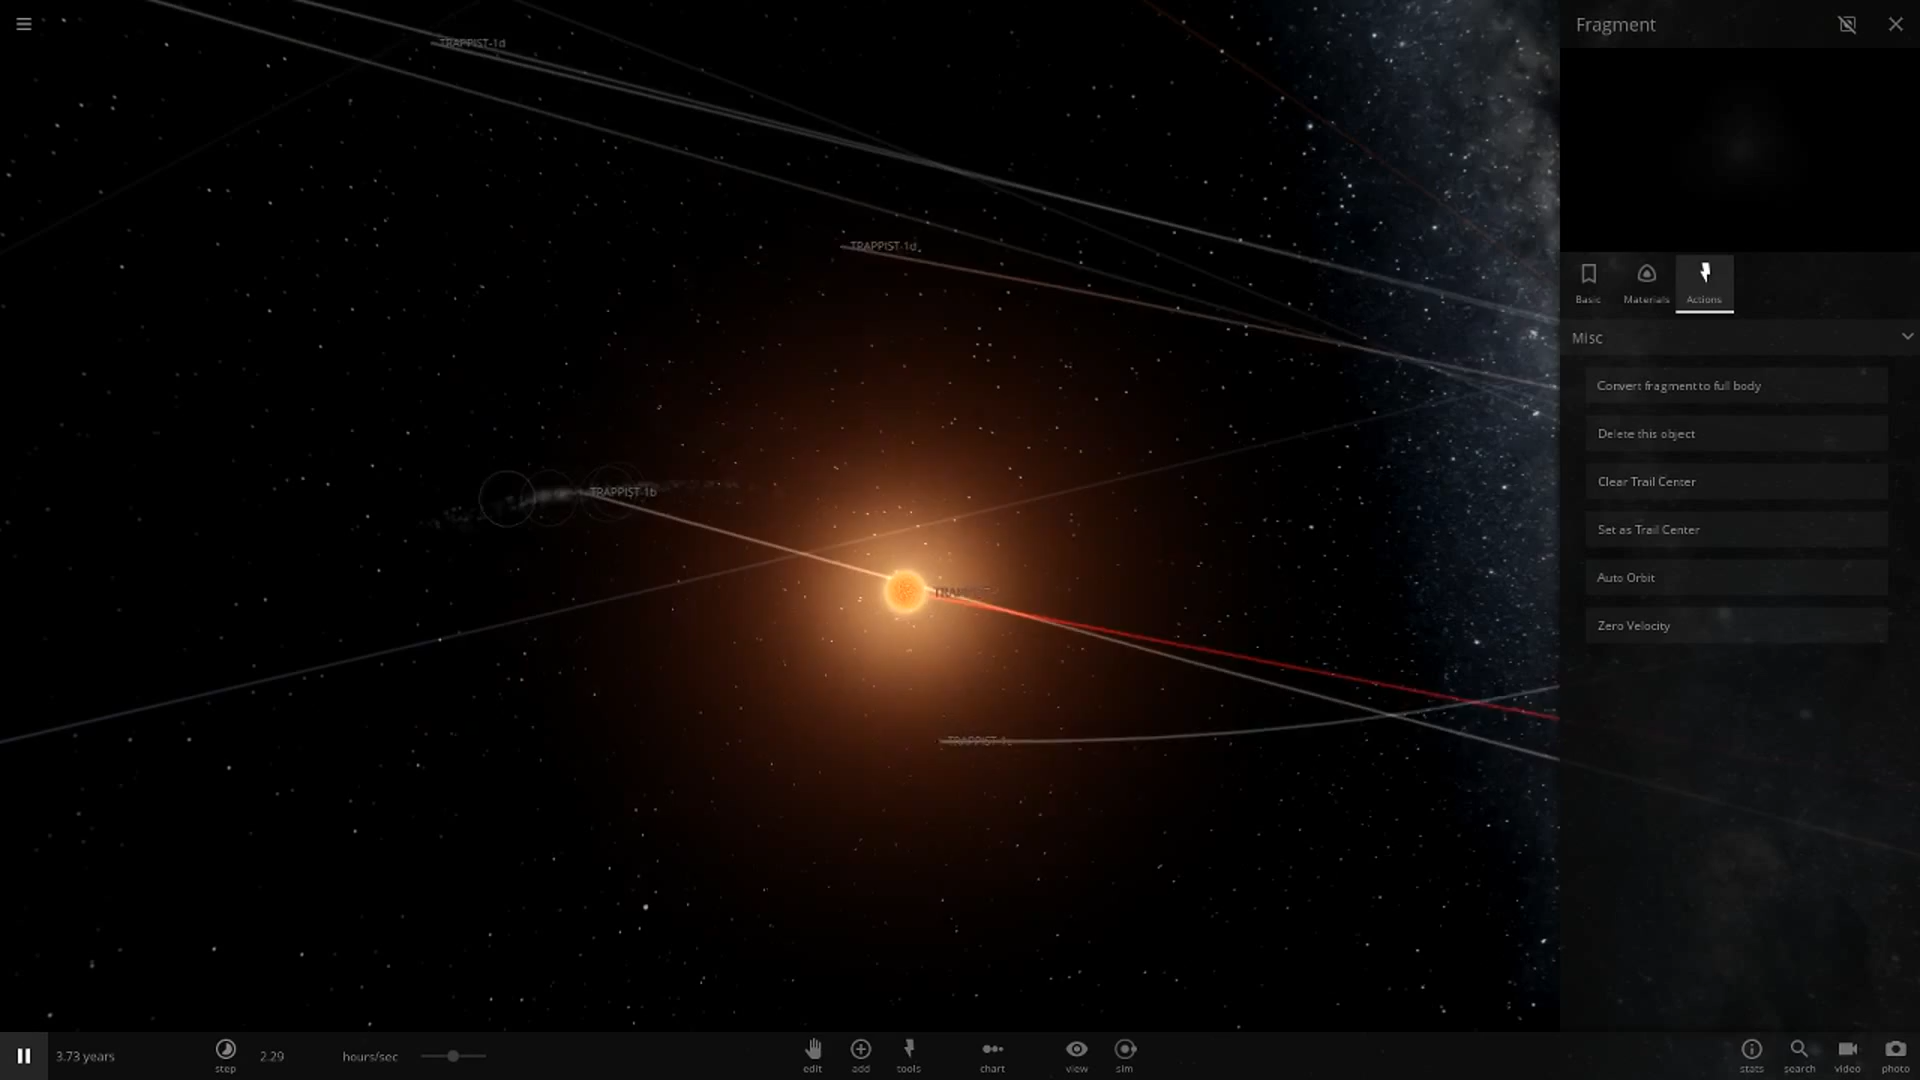 Fragment
TRAPPIST-1d
TRAPPIST-1d
Basic
Materials
Actions
Misc
Convert fragment to full body
Delete this object
Clear Trail Center
TRAPPIST-1b
Set as Trail Center
Auto Orbit
Zero Velocity
3.73 years
step
2.29
hours/sec
edit
add
tools
chart
view
sim
stats
search
video
photo